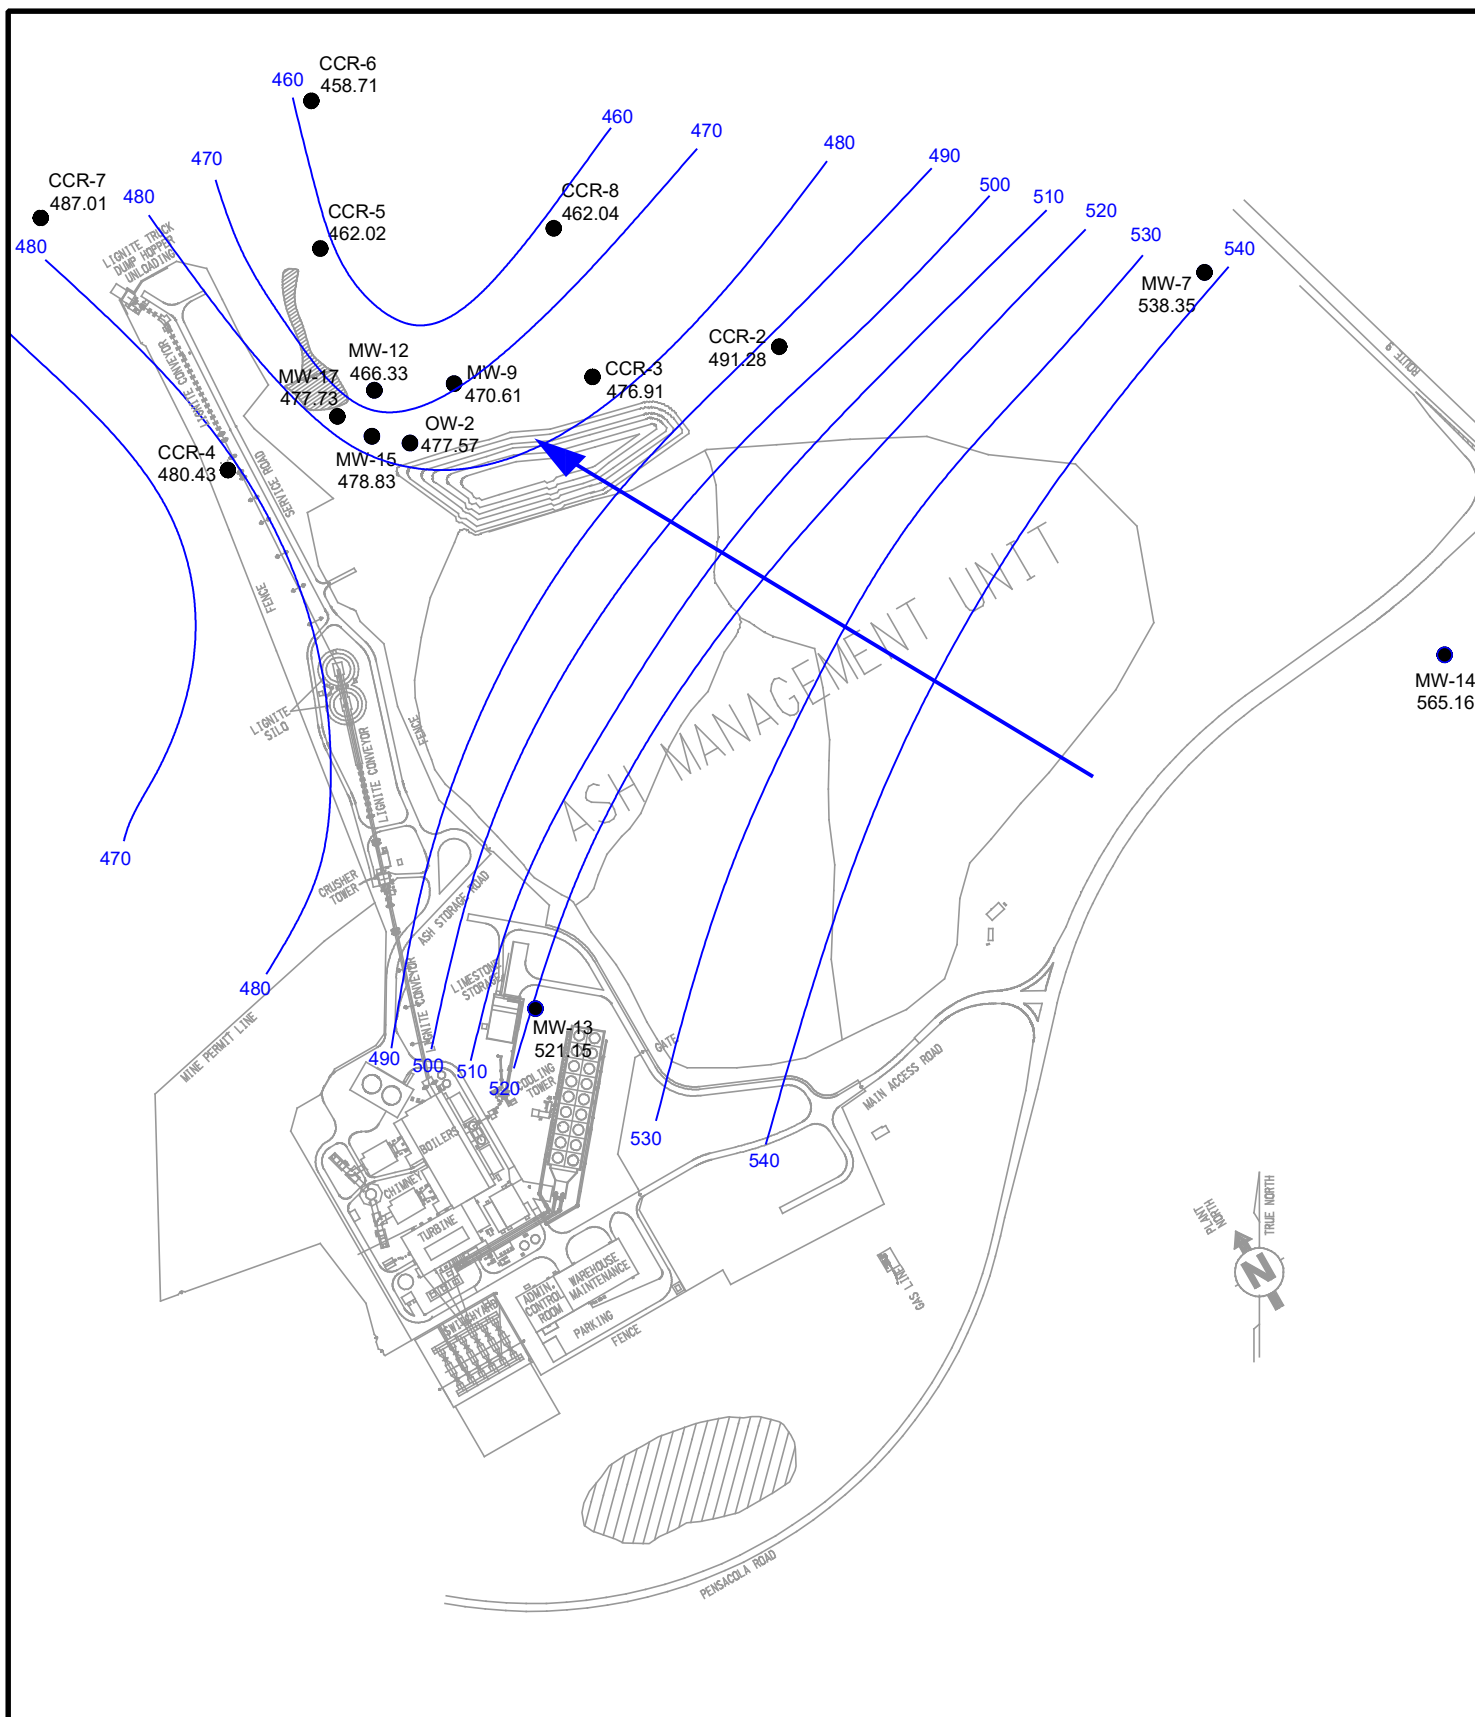 CCR-6
458.71
460
460
470
480
470
490
CCR-7
487.01
480
CCR-8
462.04
500
510
520
CCR-5
462.02
530
540
480
LIGNITE TRUCK
DUMP HOPPER
UNLOADING
MW-7
538.35
CCR-2
491.28
ROUTE 9
MW-12
466.33
MW-9
470.61
CCR-3
476.91
MW-17
477.73
LIGNITE CONVEYOR
LIGNITE CONVEYOR
OW-2
477.57
CCR-4
480.43
MW-15
478.83
SERVICE ROAD
FENCE
ASH MANAGEMENT UNIT
MW-14
565.16
LIGNITE
SILO
FENCE
LIGNITE CONVEYOR
470
CRUSHER
TOWER
ASH STORAGE ROAD
480
LIGNITE CONVEYOR
LIMESTONE
STORAGE
MINE PERMIT LINE
MW-13
521.15
GATE
490
500
510
520
COOLING
TOWER
MAIN ACCESS ROAD
530
540
BOILERS
CHIMNEY
TURBINE
PLANT
NORTH
TRUE NORTH
N
WAREHOUSE
MAINTENANCE
ADMIN.
CONTROL
ROOM
GAS LINE
SWITCHYARD
PARKING
FENCE
PENSACOLA ROAD